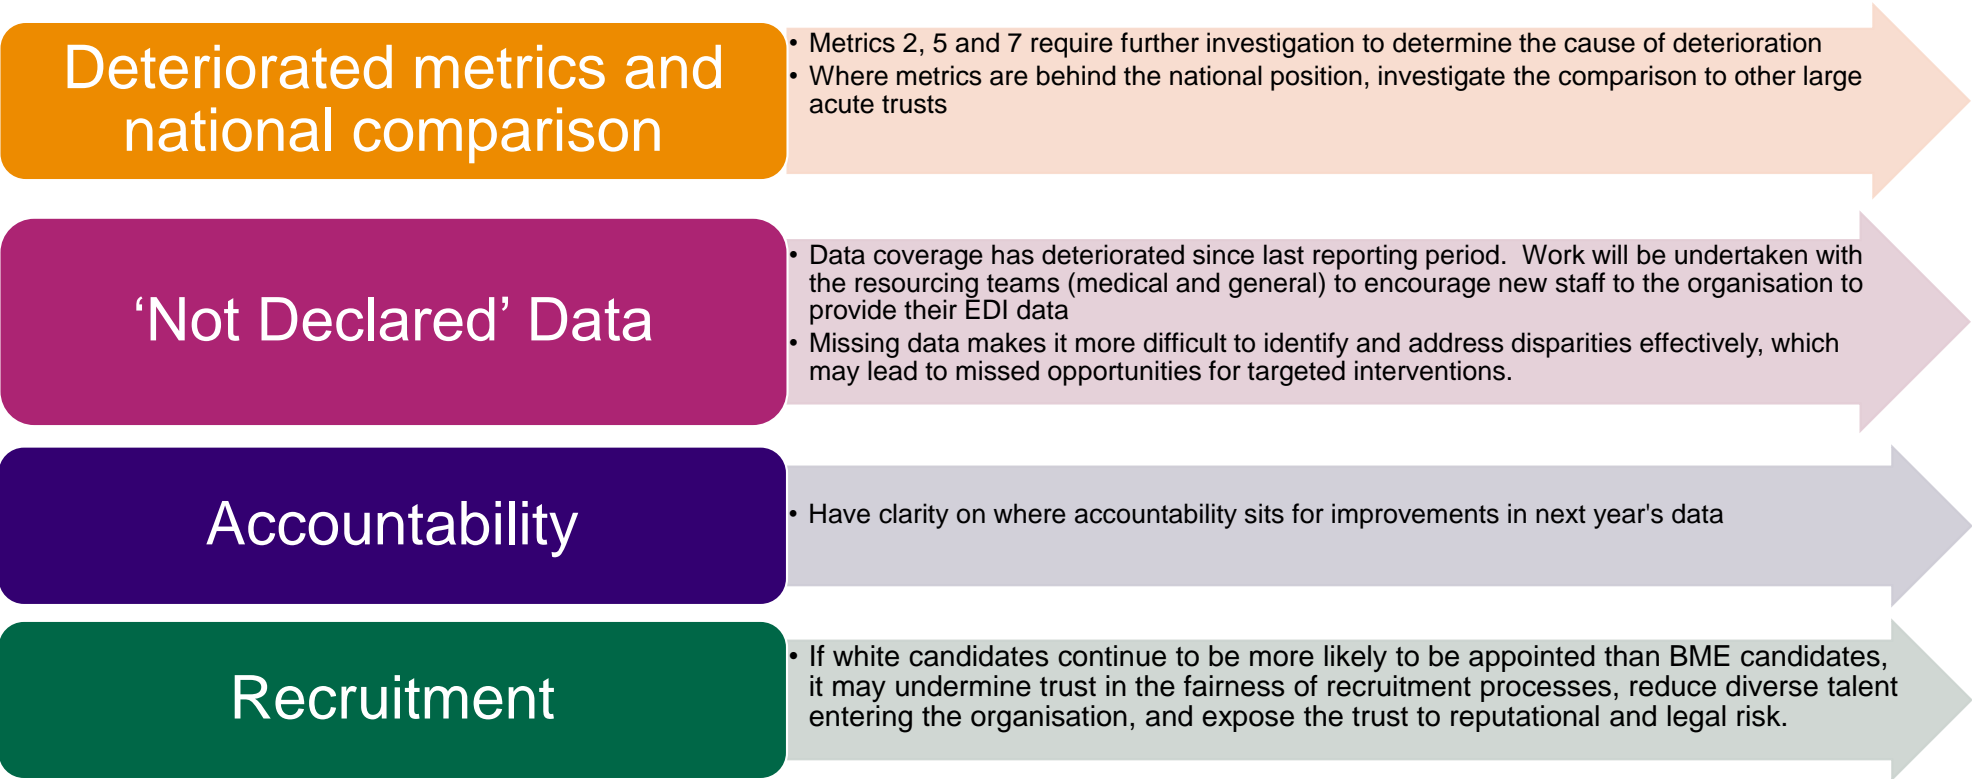 Deteriorated metrics and
national comparison
• Metrics 2, 5 and 7 require further investigation to determine the cause of deterioration
• Where metrics are behind the national position, investigate the comparison to other large
acute trusts
‘Not Declared’ Data
• Data coverage has deteriorated since last reporting period.  Work will be undertaken with
the resourcing teams (medical and general) to encourage new staff to the organisation to
provide their EDI data
• Missing data makes it more difficult to identify and address disparities effectively, which
may lead to missed opportunities for targeted interventions.
Accountability
• Have clarity on where accountability sits for improvements in next year's data
Recruitment
• If white candidates continue to be more likely to be appointed than BME candidates,
it may undermine trust in the fairness of recruitment processes, reduce diverse talent
entering the organisation, and expose the trust to reputational and legal risk.